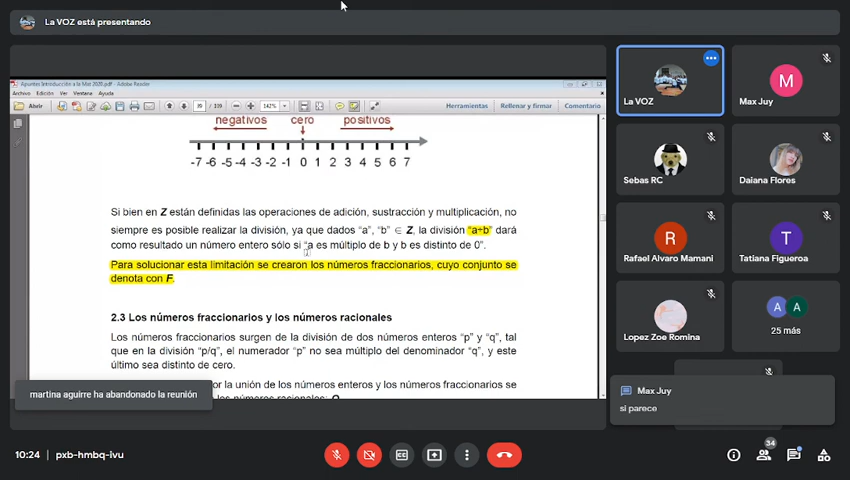 La VOZ está presentando
Apuntes Introducción a la Mat 2020.pdf - Adobe Reader
Archivo Edición Ver Ventana Ayuda
Abrir
39 / 119
142%
Herramientas
Rellenar y firmar
Comentario
negativos cero positivos
-7 -6 -5 -4 -3 -2 -1 0 1 2 3 4 5 6 7
Si bien en Z están definidas las operaciones de adición, sustracción y multiplicación, no
siempre es posible realizar la división, ya que dados “a”, “b” ∈ Z, la división “a÷b” dará
como resultado un número entero sólo si “a es múltiplo de b y b es distinto de 0”.
Para solucionar esta limitación se crearon los números fraccionarios, cuyo conjunto se
denota con F.
2.3 Los números fraccionarios y los números racionales
Los números fraccionarios surgen de la división de dos números enteros “p” y “q”, tal
que en la división “p/q”, el numerador “p” no sea múltiplo del denominador “q”, y este
último sea distinto de cero.
or la unión de los números enteros y los números fraccionarios se
los números racionales: Q
martina aguirre ha abandonado la reunión
La VOZ
M
Max Juy
Sebas RC
Daiana Flores
R
Rafael Alvaro Mamani
T
Tatiana Figueroa
Lopez Zoe Romina
A A
25 más
Max Juy
si parece
10:24 pxb-hmbq-ivu
34